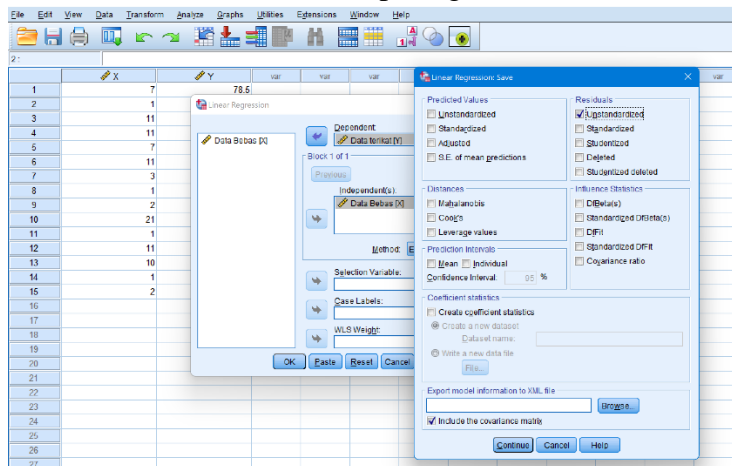 File Edit View Data Transform Analyze Graphs Utilities Extensions Window Help
2 :
X Y var var var var
1 7 78.5
2 1
3 11
4 11
5 7
6 11
7 3
8 1
9 2
10 21
11 1
12 11
13 10
14 1
15 2
16
17
18
19
20
21
22
23
24
25
26
27
Linear Regression
Data Bebas [X]
Dependent:
Data terikat [Y]
Block 1 of 1
Previous
Independent(s):
Data Bebas [X]
Method:
Selection Variable:
Case Labels:
WLS Weight:
OK Paste Reset Cancel
Linear Regression: Save
Predicted Values
Unstandardized
Standardized
Adjusted
S.E. of mean predictions
Residuals
Unstandardized
Standardized
Studentized
Deleted
Studentized deleted
Distances
Mahalanobis
Cook's
Leverage values
Influence Statistics
DfBeta(s)
Standardized DfBeta(s)
DfFit
Standardized DfFit
Covariance ratio
Prediction Intervals
Mean Individual
Confidence Interval: 95 %
Coefficient statistics
Create coefficient statistics
Create a new dataset
Dataset name:
Write a new data file
File...
Export model information to XML file
Browse...
Include the covariance matrix
Continue Cancel Help